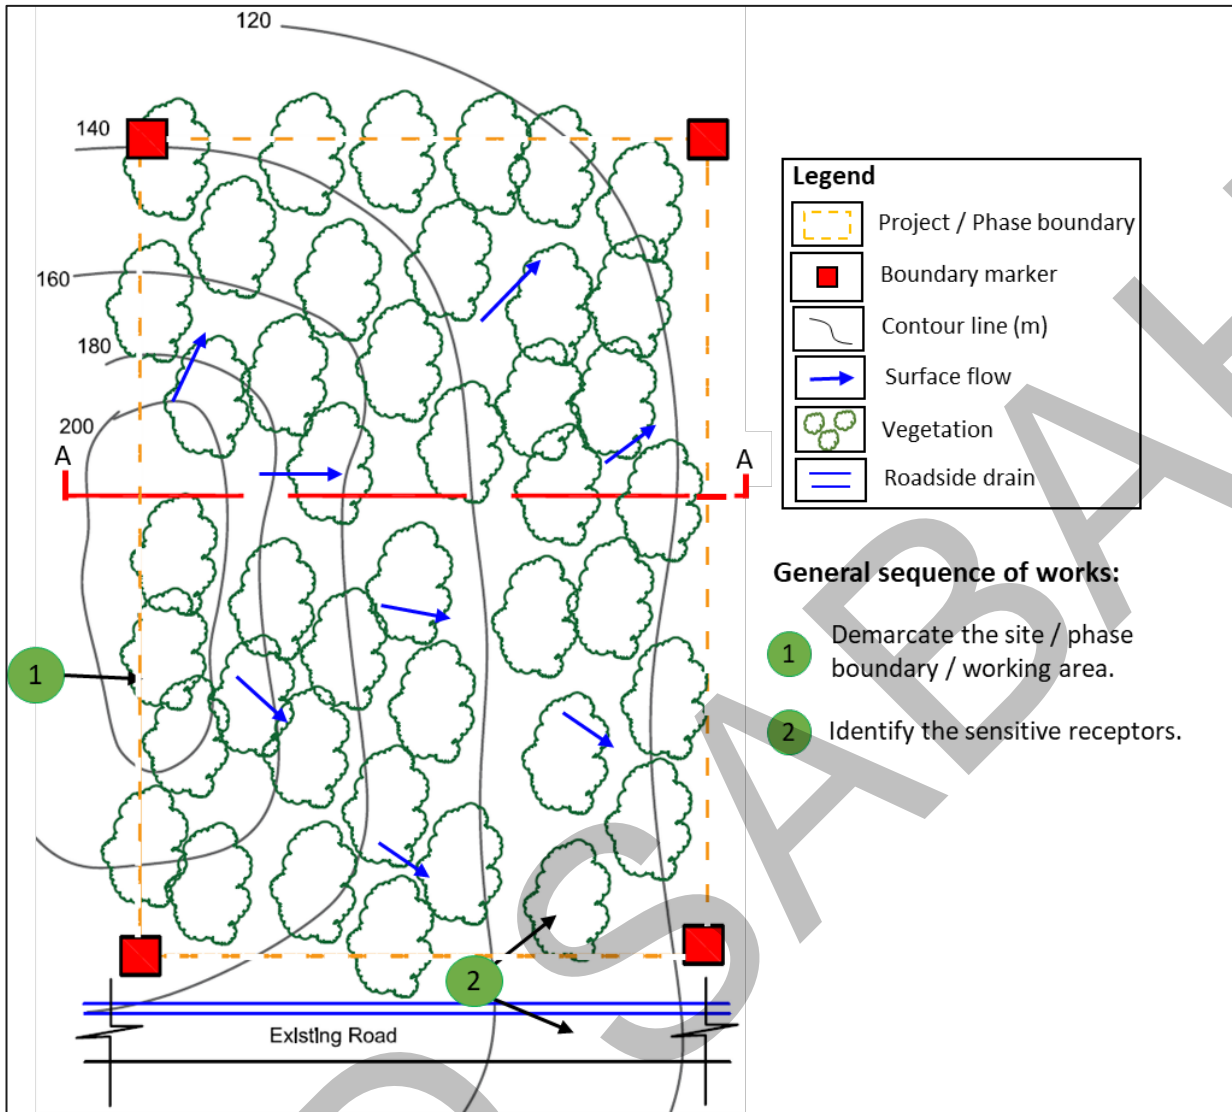 120
140
160
180
200
A
A
1
2
Existing Road
Legend
Project / Phase boundary
Boundary marker
Contour line (m)
Surface flow
Vegetation
Roadside drain
General sequence of works:
1
Demarcate the site / phase
boundary / working area.
2
Identify the sensitive receptors.
SABAH